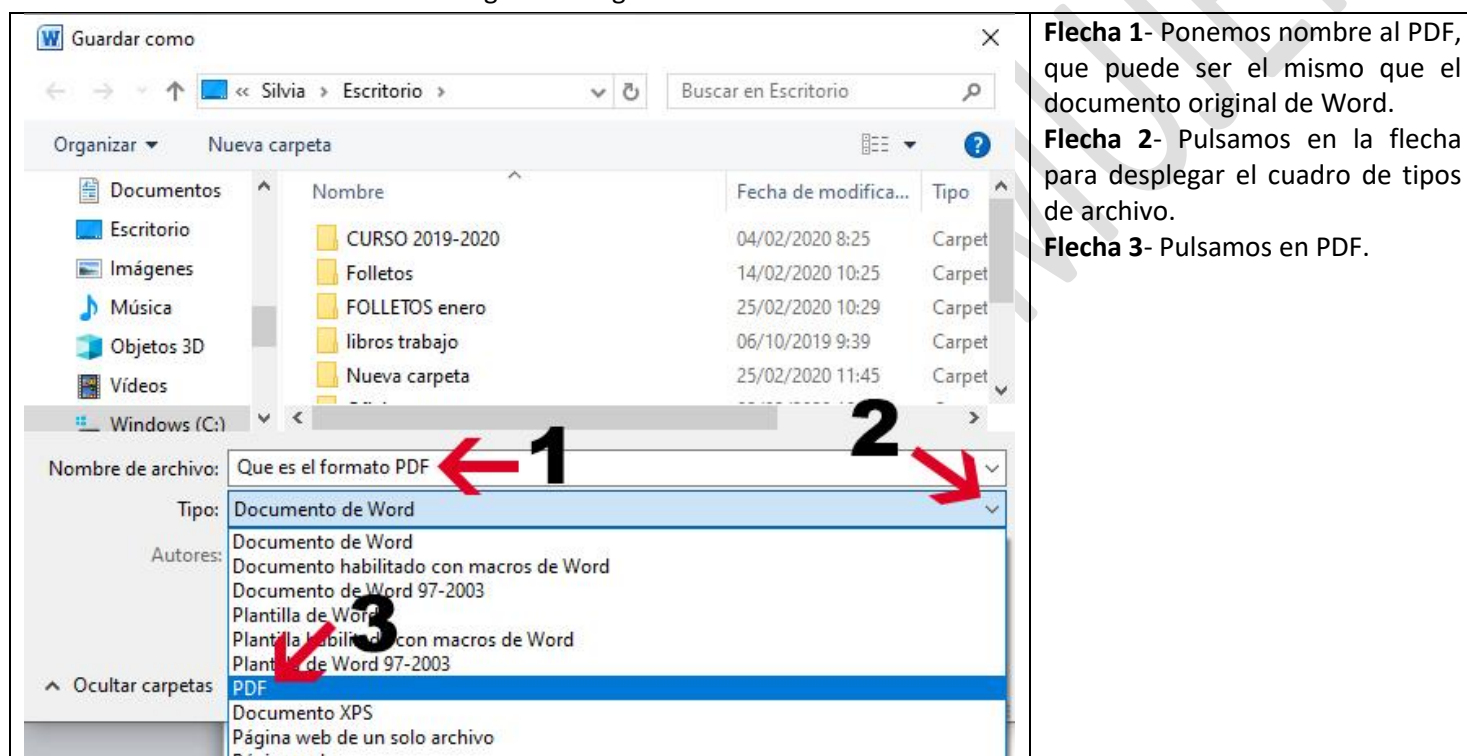 Guardar como
« Silvia › Escritorio ›
Buscar en Escritorio
Organizar
Nueva carpeta
Nombre
Fecha de modifica...
Tipo
Documentos
Escritorio
Imágenes
Música
Objetos 3D
Vídeos
Windows (C:)
CURSO 2019-2020 04/02/2020 8:25 Carpet
Folletos 14/02/2020 10:25 Carpet
FOLLETOS enero 25/02/2020 10:29 Carpet
libros trabajo 06/10/2019 9:39 Carpet
Nueva carpeta 25/02/2020 11:45 Carpet
1
2
Nombre de archivo: Que es el formato PDF
Tipo: Documento de Word
Autores:
Documento de Word
Documento habilitado con macros de Word
Documento de Word 97-2003
Plantilla de Word
3
Plantilla habilitada con macros de Word
Plantilla de Word 97-2003
PDF
Documento XPS
Página web de un solo archivo
Ocultar carpetas
Flecha 1- Ponemos nombre al PDF,
que puede ser el mismo que el
documento original de Word.
Flecha 2- Pulsamos en la flecha
para desplegar el cuadro de tipos
de archivo.
Flecha 3- Pulsamos en PDF.